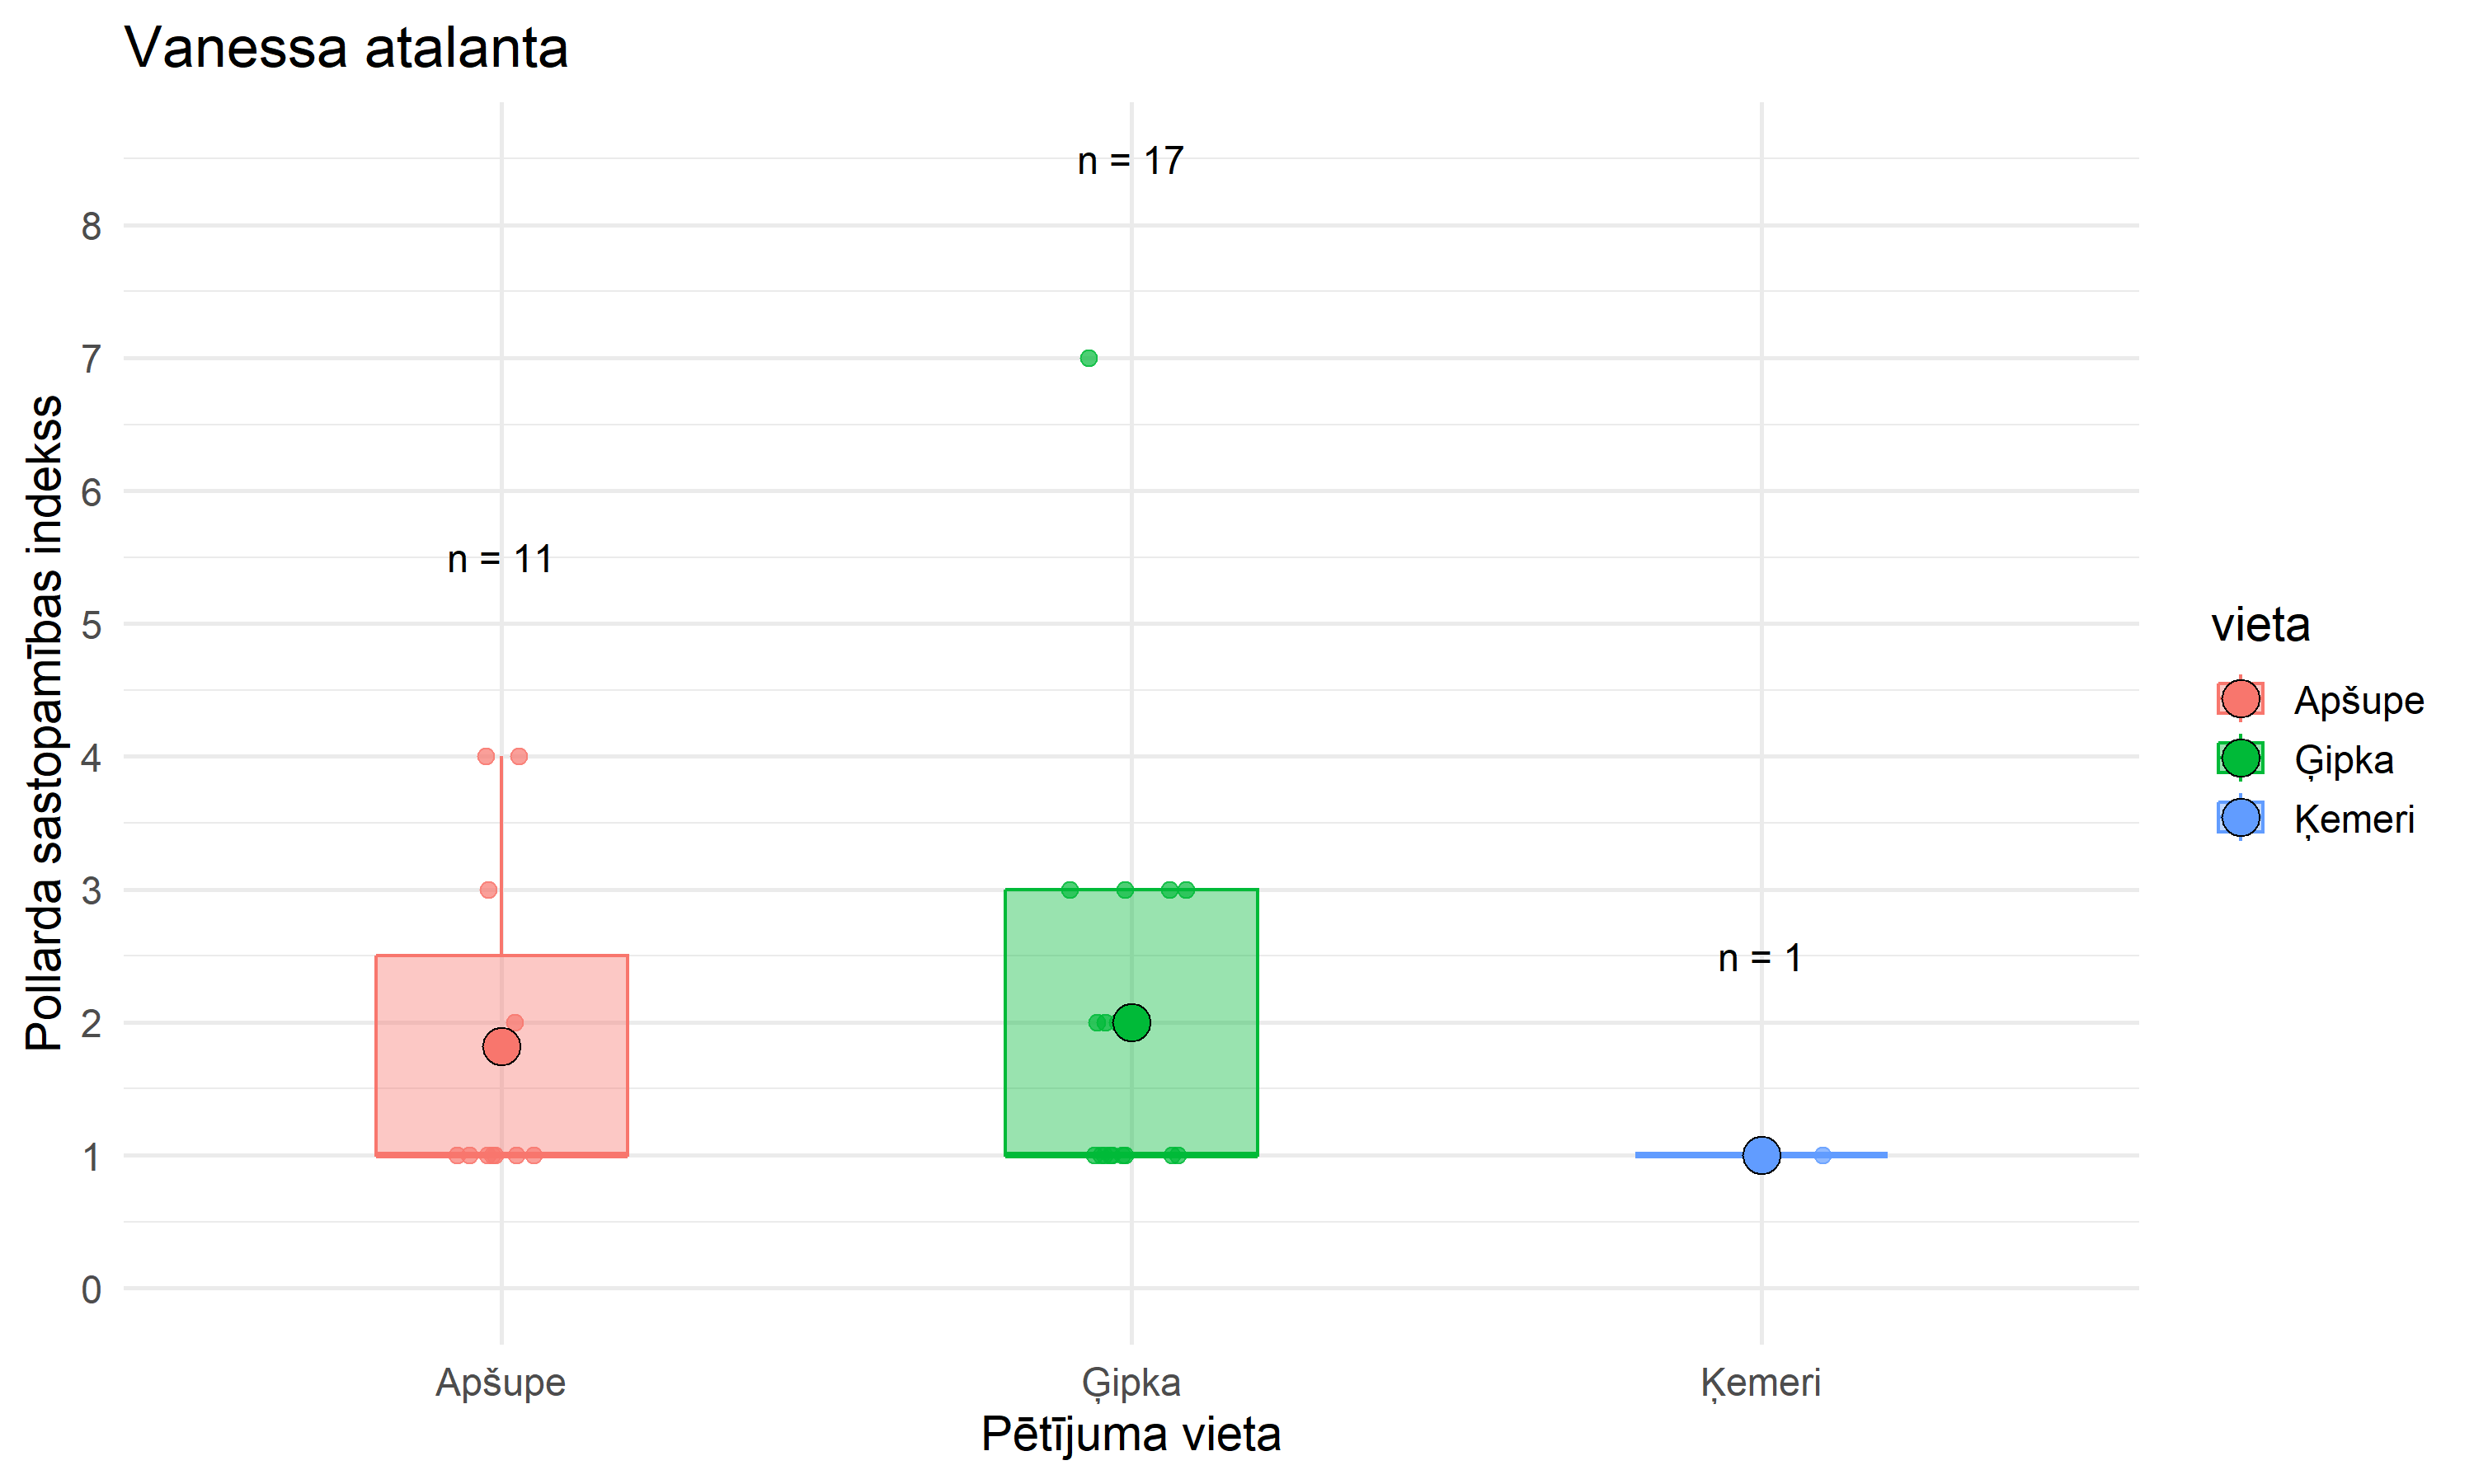 Vanessa atalanta
Pollarda sastopamības indekss
8
7
6
5
4
3
2
1
0
n = 11
n = 17
n = 1
Apšupe
Ģipka
Ķemeri
Pētījuma vieta
vieta
Apšupe
Ģipka
Ķemeri